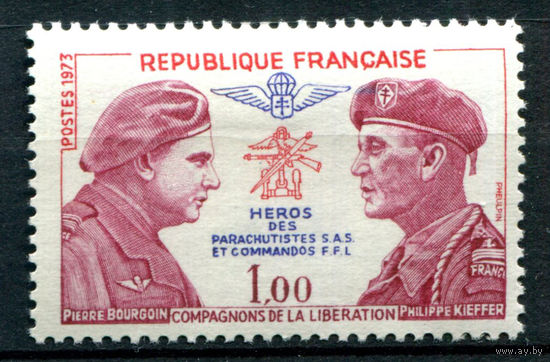 REPUBLIQUE FRANÇAISE
POSTES 1973
HEROS
DES
PARACHUTISTES S.A.S.
ET COMMANDOS F.F.L
1,00
PIERRE BOURGOIN
COMPAGNONS DE LA LIBERATION
PHILIPPE KIEFFER
PHEULPIN
FRANC
www.ay.by